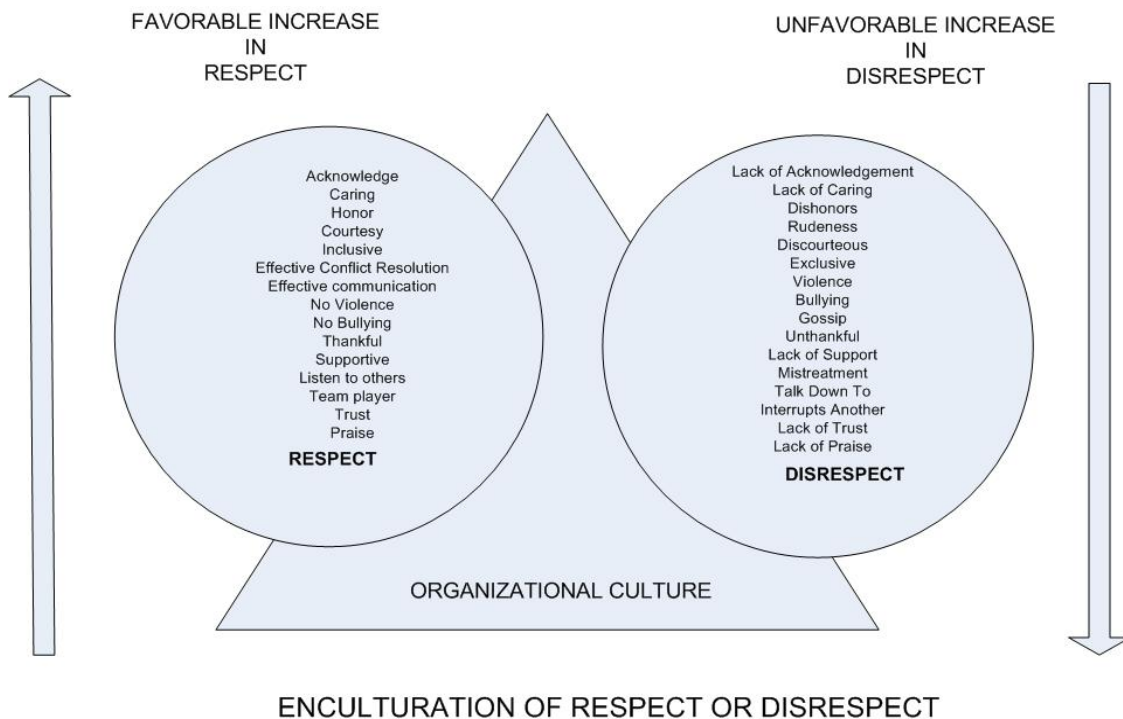 FAVORABLE INCREASE
IN
RESPECT
UNFAVORABLE INCREASE
IN
DISRESPECT
Acknowledge
Caring
Honor
Courtesy
Inclusive
Effective Conflict Resolution
Effective communication
No Violence
No Bullying
Thankful
Supportive
Listen to others
Team player
Trust
Praise
RESPECT
Lack of Acknowledgement
Lack of Caring
Dishonors
Rudeness
Discourteous
Exclusive
Violence
Bullying
Gossip
Unthankful
Lack of Support
Mistreatment
Talk Down To
Interrupts Another
Lack of Trust
Lack of Praise
DISRESPECT
ORGANIZATIONAL CULTURE
ENCULTURATION OF RESPECT OR DISRESPECT